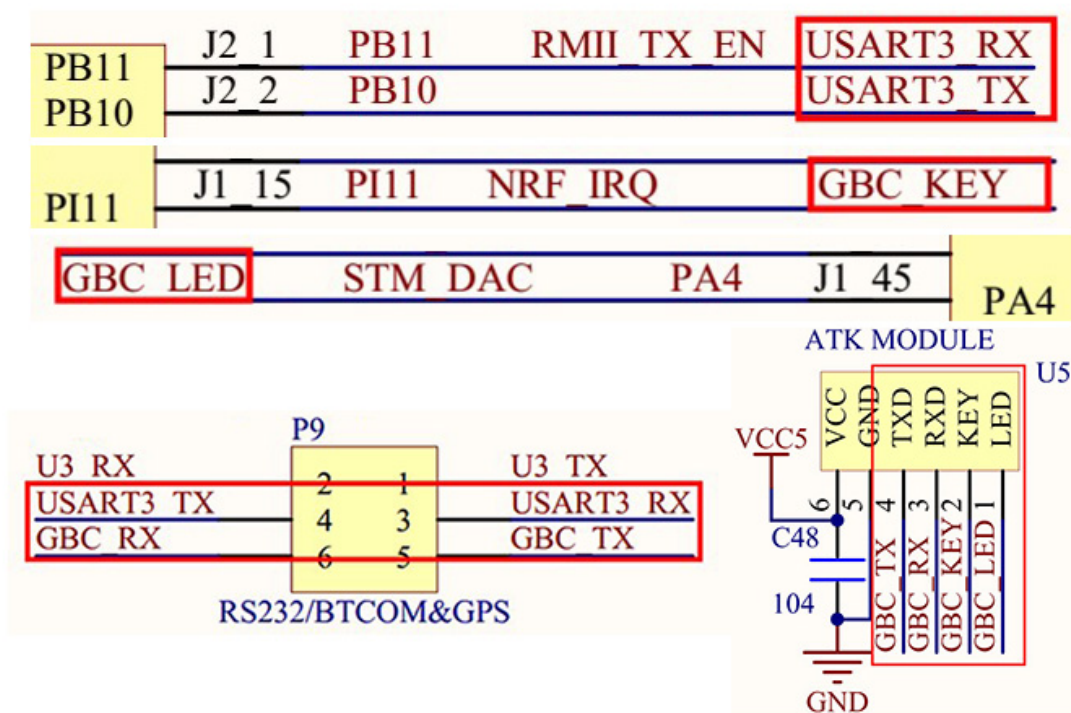 PB11 J2_1 PB11 RMII_TX_EN USART3_RX
PB10 J2_2 PB10 USART3_TX
PI11 J1_15 PI11 NRF_IRQ GBC_KEY
GBC_LED STM_DAC PA4 J1_45 PA4
P9
U3_RX 2 1 U3_TX
USART3_TX 4 3 USART3_RX
GBC_RX 6 5 GBC_TX
RS232/BTCOM&GPS
ATK MODULE
U5
VCC GND TXD RXD KEY LED
VCC5
6 5 4 3 2 1
C48
104
GBC_TX GBC_RX GBC_KEY GBC_LED
GND